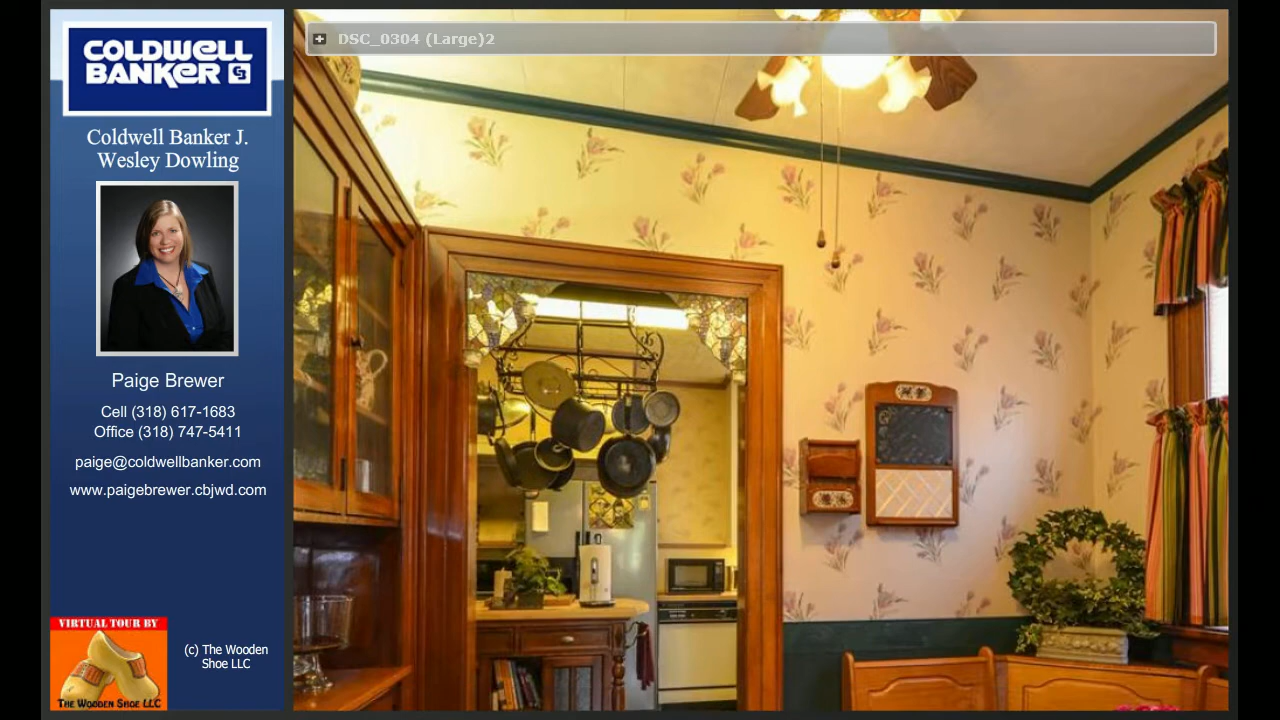 COLDWELL
BANKER
Coldwell Banker J.
Wesley Dowling
Paige Brewer
Cell (318) 617-1683
Office (318) 747-5411
paige@coldwellbanker.com
www.paigebrewer.cbjwd.com
VIRTUAL TOUR BY
THE WOODEN SHOE LLC
(c) The Wooden
Shoe LLC
DSC_0304 (Large)2